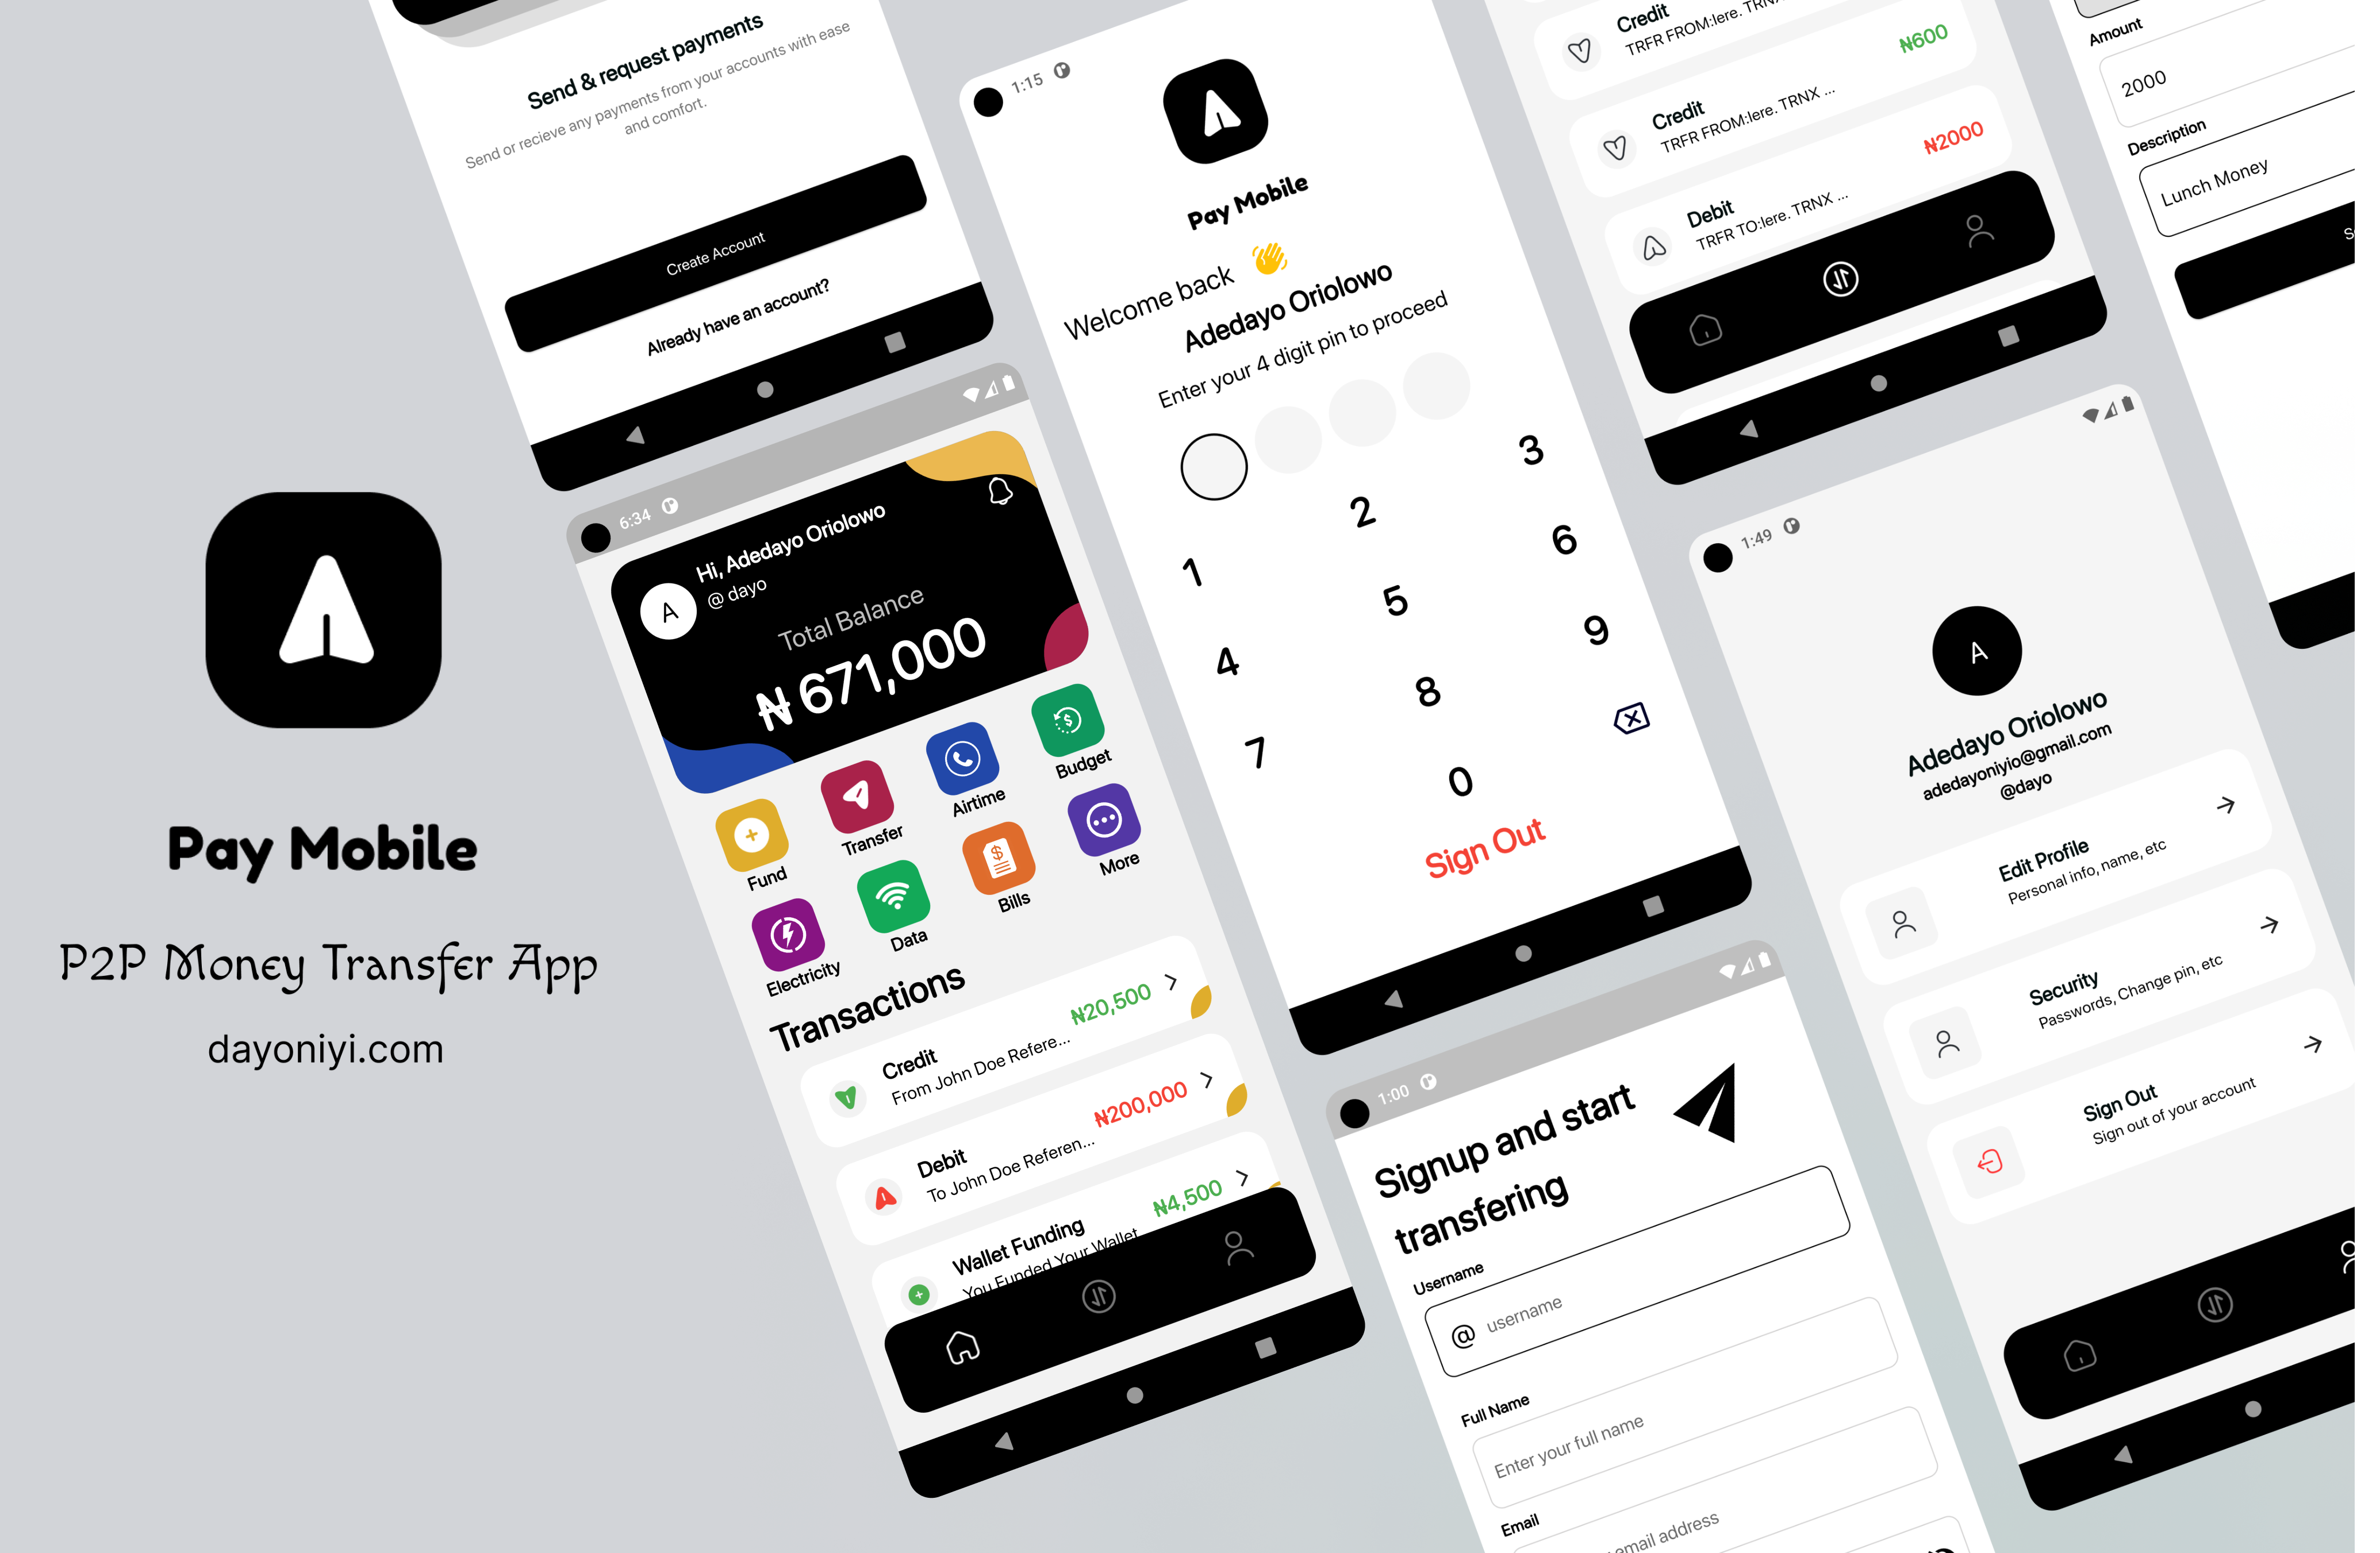 Pay Mobile
P2P Money Transfer App
dayoniyi.com
Send & request payments
Send or recieve any payments from your accounts with ease
and comfort.
Create Account
Already have an account?
6:34
Hi, Adedayo Oriolowo
@ dayo
A
Total Balance
₦ 671,000
Fund
Transfer
Airtime
Budget
Electricity
Data
Bills
More
Transactions
Credit
From John Doe Refere...
₦20,500
Debit
To John Doe Referen...
₦200,000
Wallet Funding
You Funded Your Wallet
₦4,500
1:15
Pay Mobile
Welcome back 👋
Adedayo Oriolowo
Enter your 4 digit pin to proceed
1 2 3
4 5 6
7 8 9
0
Sign Out
Credit
TRFR FROM:lere. TRNX
Credit
TRFR FROM:lere. TRNX ...
₦600
Debit
TRFR TO:lere. TRNX ...
₦2000
1:00
Signup and start
transfering
Username
@ username
Full Name
Enter your full name
Email
email address
Amount
2000
Description
Lunch Money
1:49
A
Adedayo Oriolowo
adedayoniyio@gmail.com
@dayo
Edit Profile
Personal info, name, etc
Security
Passwords, Change pin, etc
Sign Out
Sign out of your account